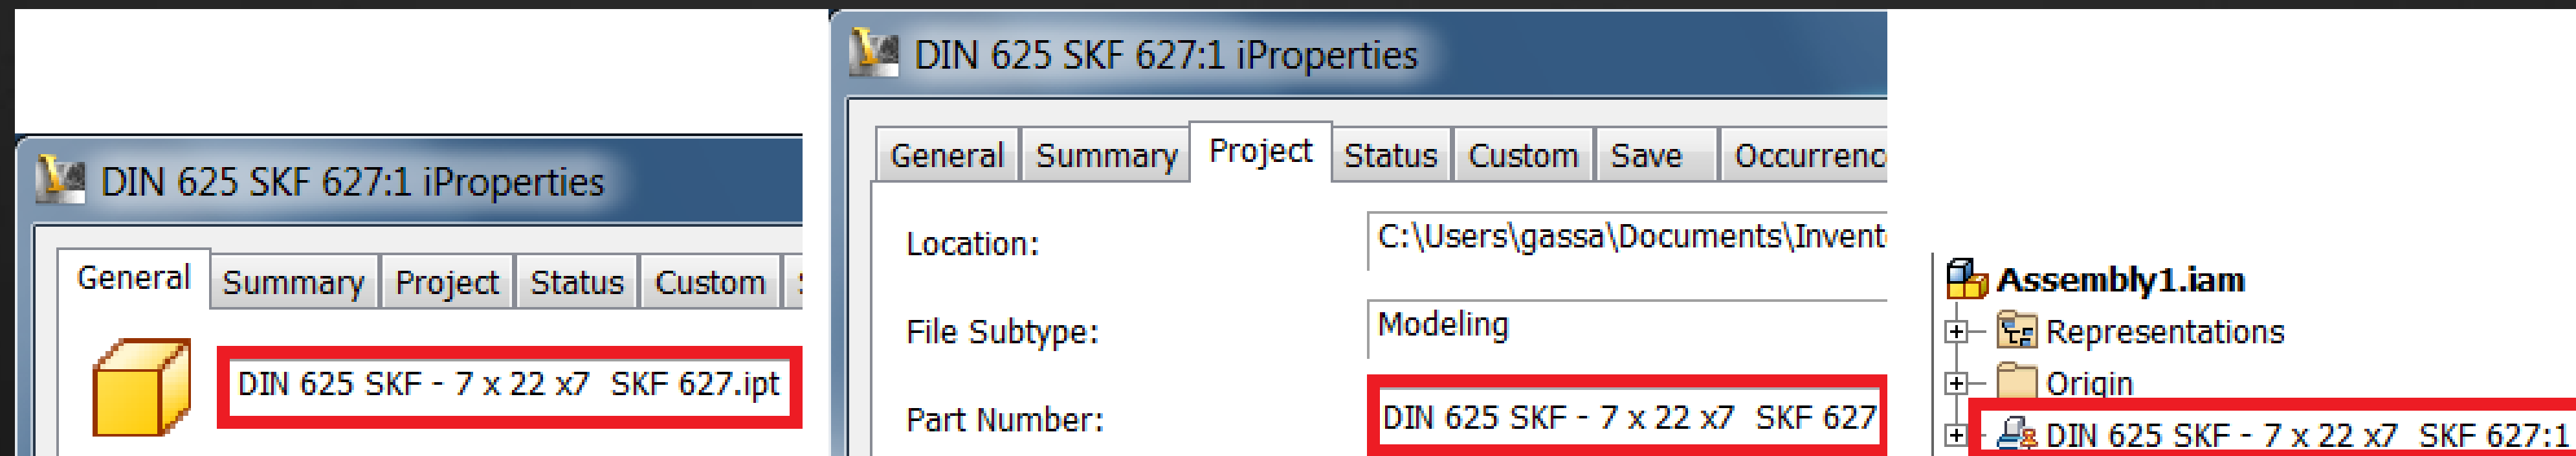 DIN 625 SKF 627:1 iProperties
General Summary Project Status Custom
DIN 625 SKF - 7 x 22 x7  SKF 627.ipt
DIN 625 SKF 627:1 iProperties
General Summary Project Status Custom Save Occurrenc
Location: C:\Users\gassa\Documents\Invent
File Subtype: Modeling
Part Number: DIN 625 SKF - 7 x 22 x7  SKF 627
Assembly1.iam
Representations
Origin
DIN 625 SKF - 7 x 22 x7  SKF 627:1